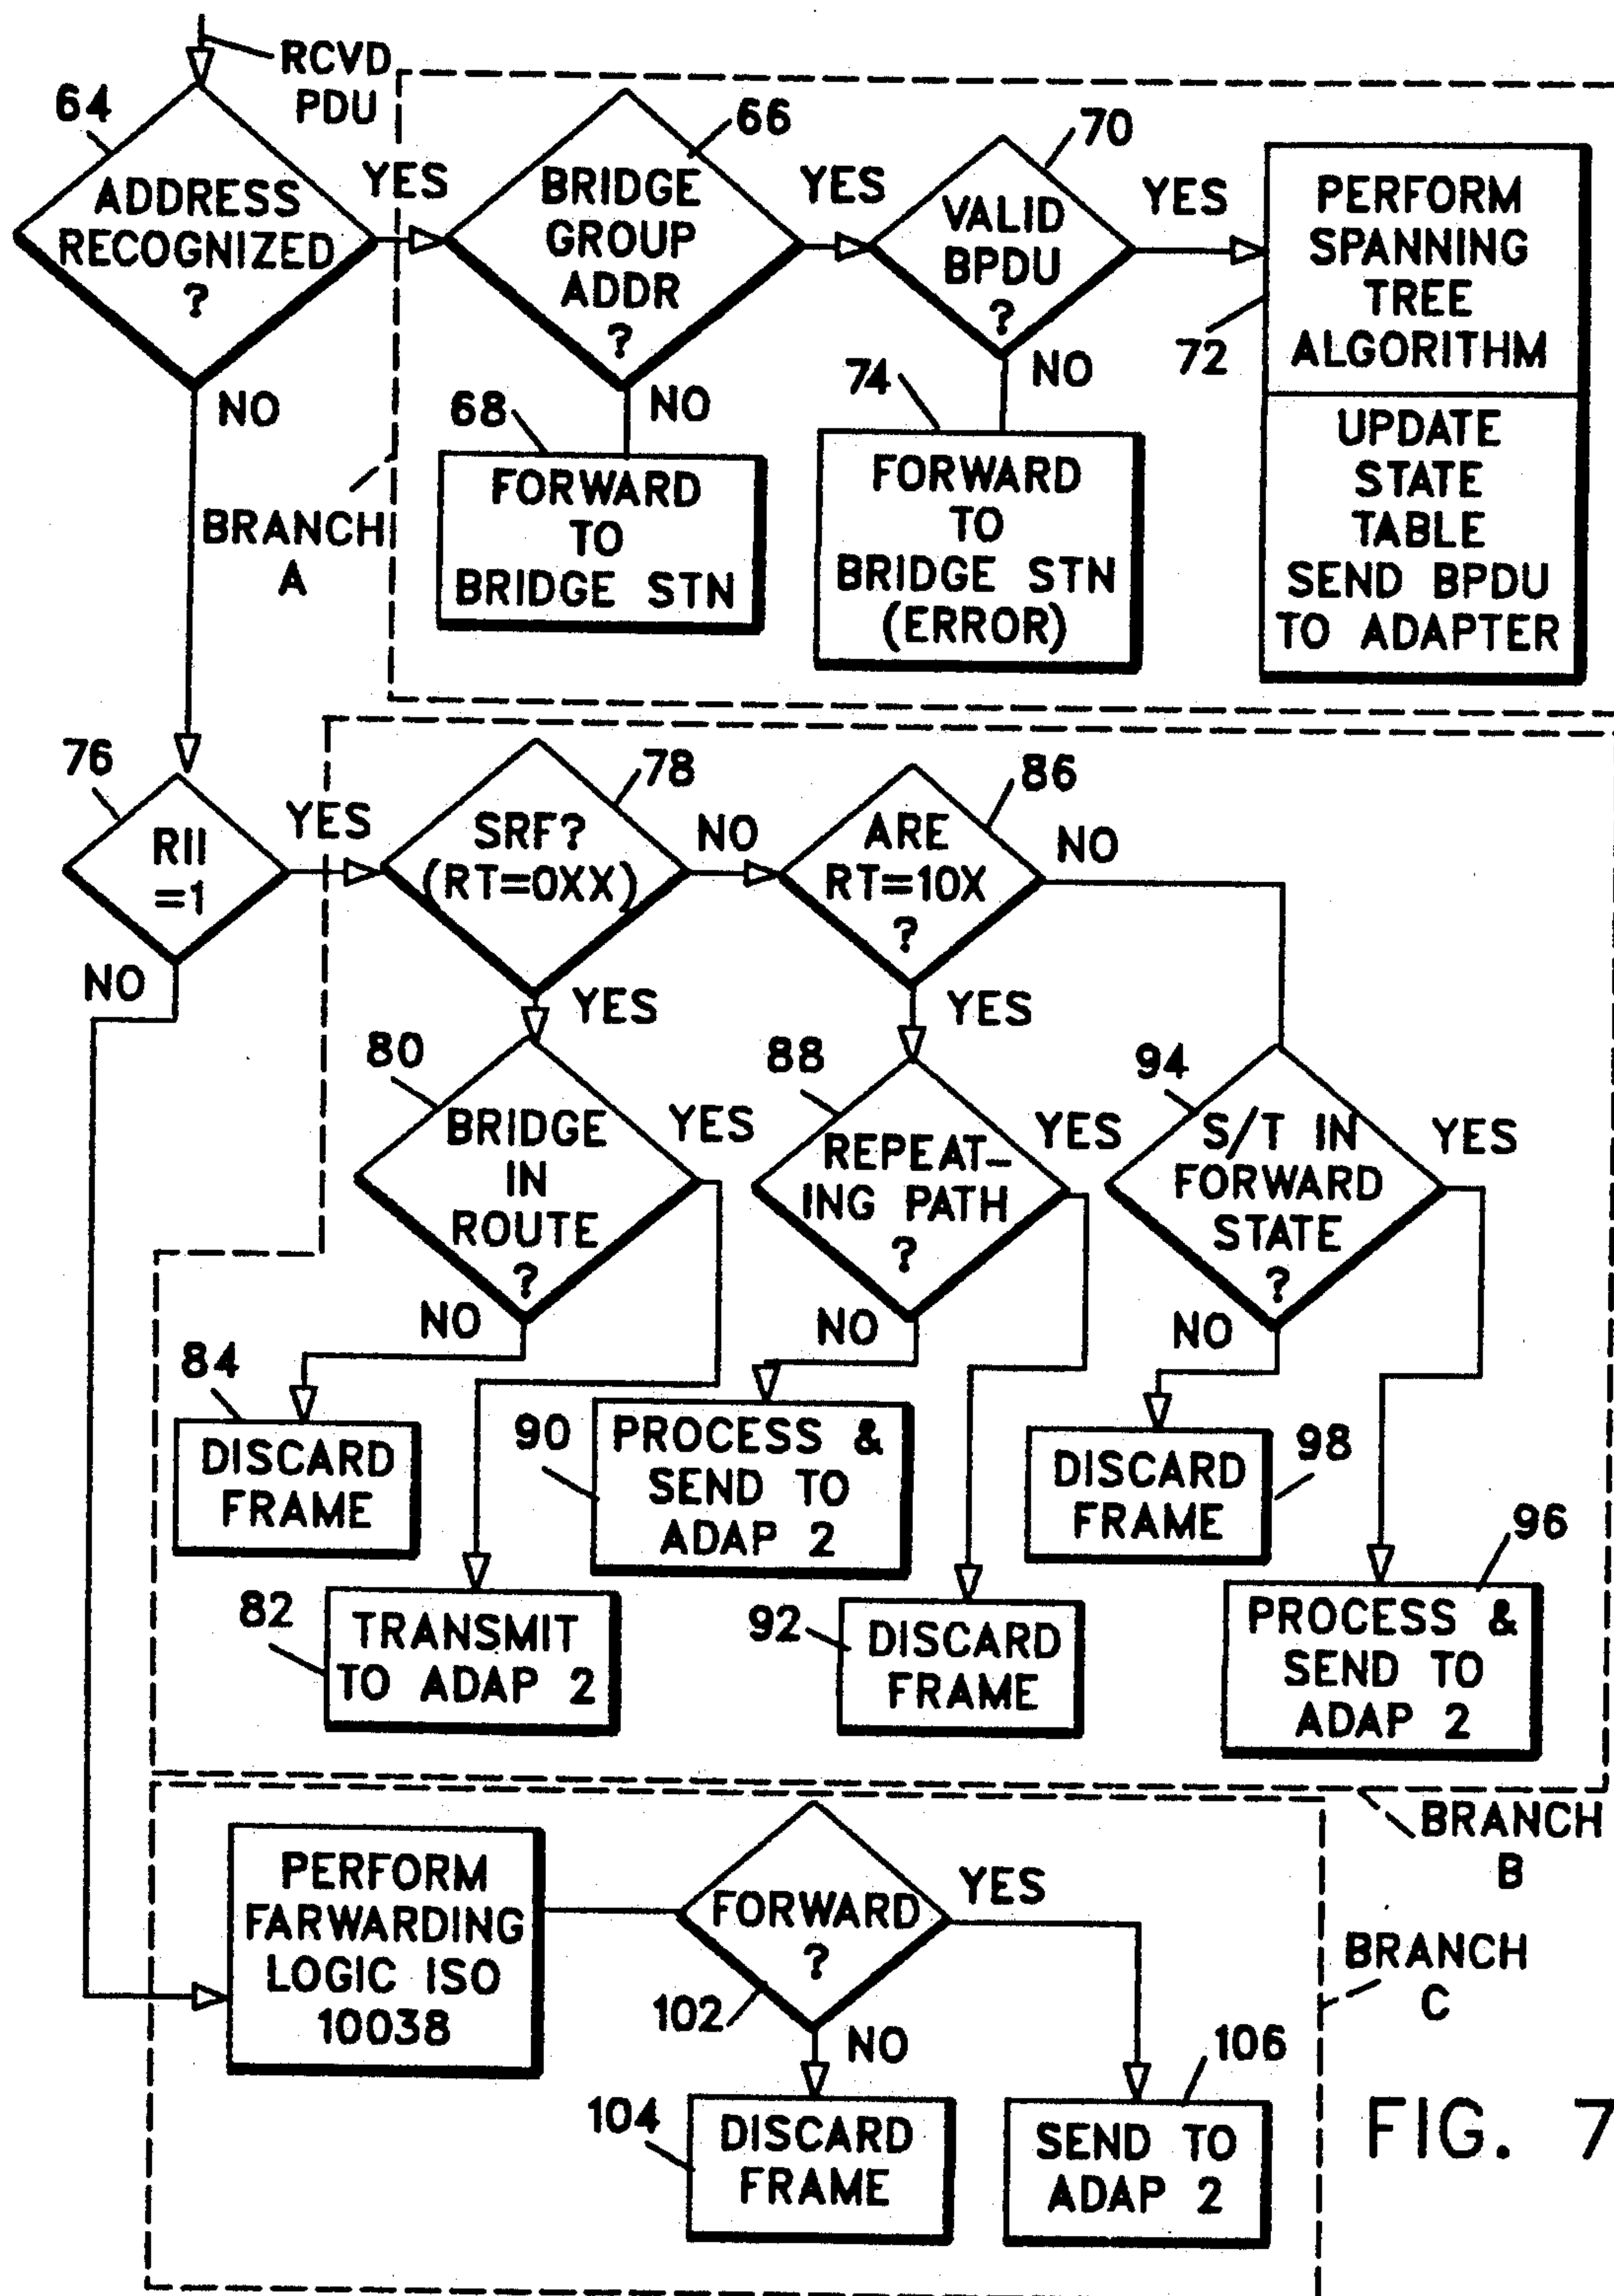 RCVD
PDU
64
ADDRESS
RECOGNIZED
?
YES
NO
66
BRIDGE
GROUP
ADDR
?
YES
NO
70
VALID
BPDU
?
YES
NO
72
PERFORM
SPANNING
TREE
ALGORITHM
UPDATE
STATE
TABLE
SEND BPDU
TO ADAPTER
68
FORWARD
TO
BRIDGE STN
74
FORWARD
TO
BRIDGE STN
(ERROR)
BRANCH
A
76
RII
=1
YES
NO
78
SRF?
(RT=0XX)
NO
YES
86
ARE
RT=10X
?
NO
YES
80
BRIDGE
IN
ROUTE
?
YES
NO
88
REPEAT-
ING PATH
?
YES
NO
94
S/T IN
FORWARD
STATE
?
YES
NO
84
DISCARD
FRAME
90
PROCESS &
SEND TO
ADAP 2
98
DISCARD
FRAME
82
TRANSMIT
TO ADAP 2
92
DISCARD
FRAME
96
PROCESS &
SEND TO
ADAP 2
BRANCH
B
PERFORM
FARWARDING
LOGIC ISO
10038
FORWARD
?
102
YES
NO
BRANCH
C
104
DISCARD
FRAME
106
SEND TO
ADAP 2
FIG. 7